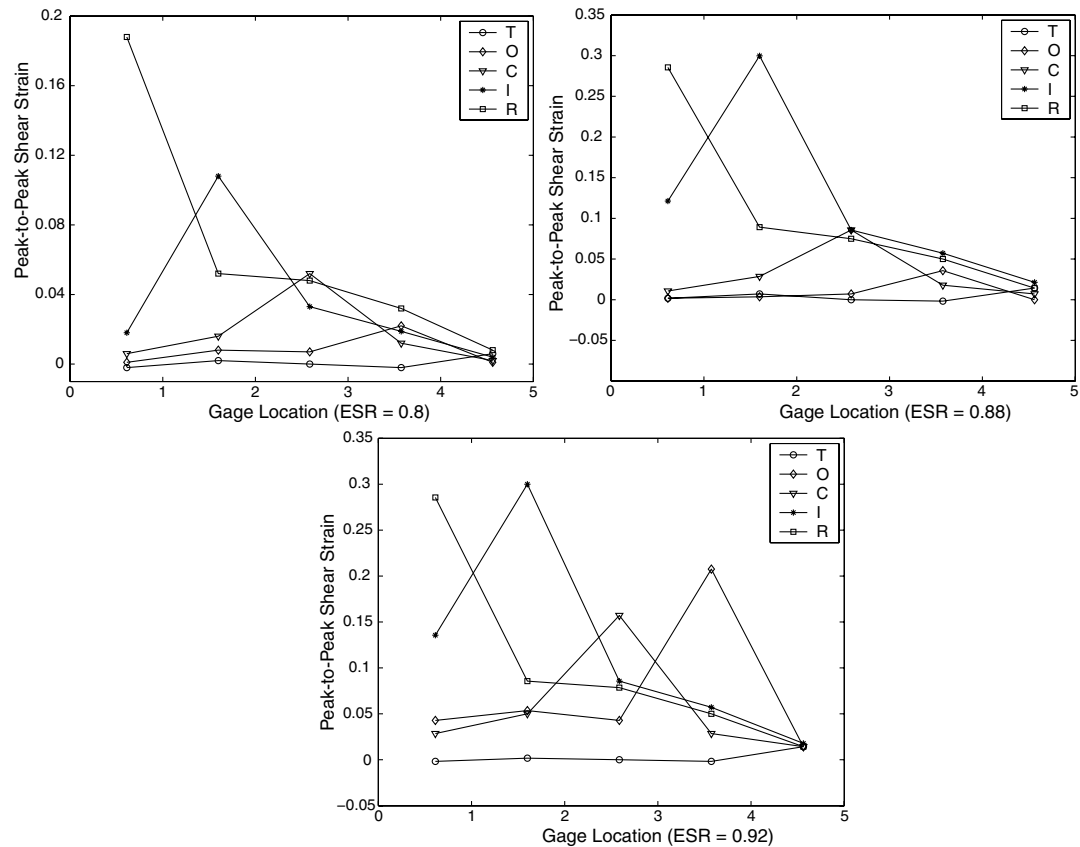 0.2
0.16
0.12
0.08
0.04
0
Peak-to-Peak Shear Strain
0 1 2 3 4 5
Gage Location (ESR = 0.8)
T
O
C
I
R
0.35
0.3
0.25
0.2
0.15
0.1
0.05
0
−0.05
Peak-to-Peak Shear Strain
0 1 2 3 4 5
Gage Location (ESR = 0.88)
T
O
C
I
R
0.35
0.3
0.25
0.2
0.15
0.1
0.05
0
−0.05
Peak-to-Peak Shear Strain
0 1 2 3 4 5
Gage Location (ESR = 0.92)
T
O
C
I
R